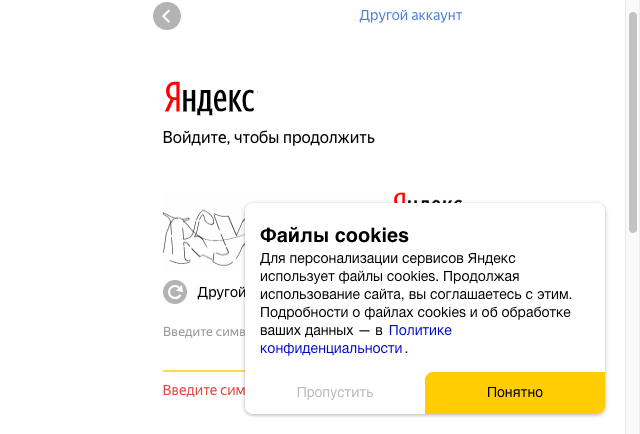 Другой аккаунт
Яндекс
Войдите, чтобы продолжить
Яндекс
Файлы cookies
Для персонализации сервисов Яндекс
использует файлы cookies. Продолжая
использование сайта, вы соглашаетесь с этим.
Подробности о файлах cookies и об обработке
ваших данных — в Политике
конфиденциальности.
Другой
Введите симв
Пропустить
Понятно
Введите сим